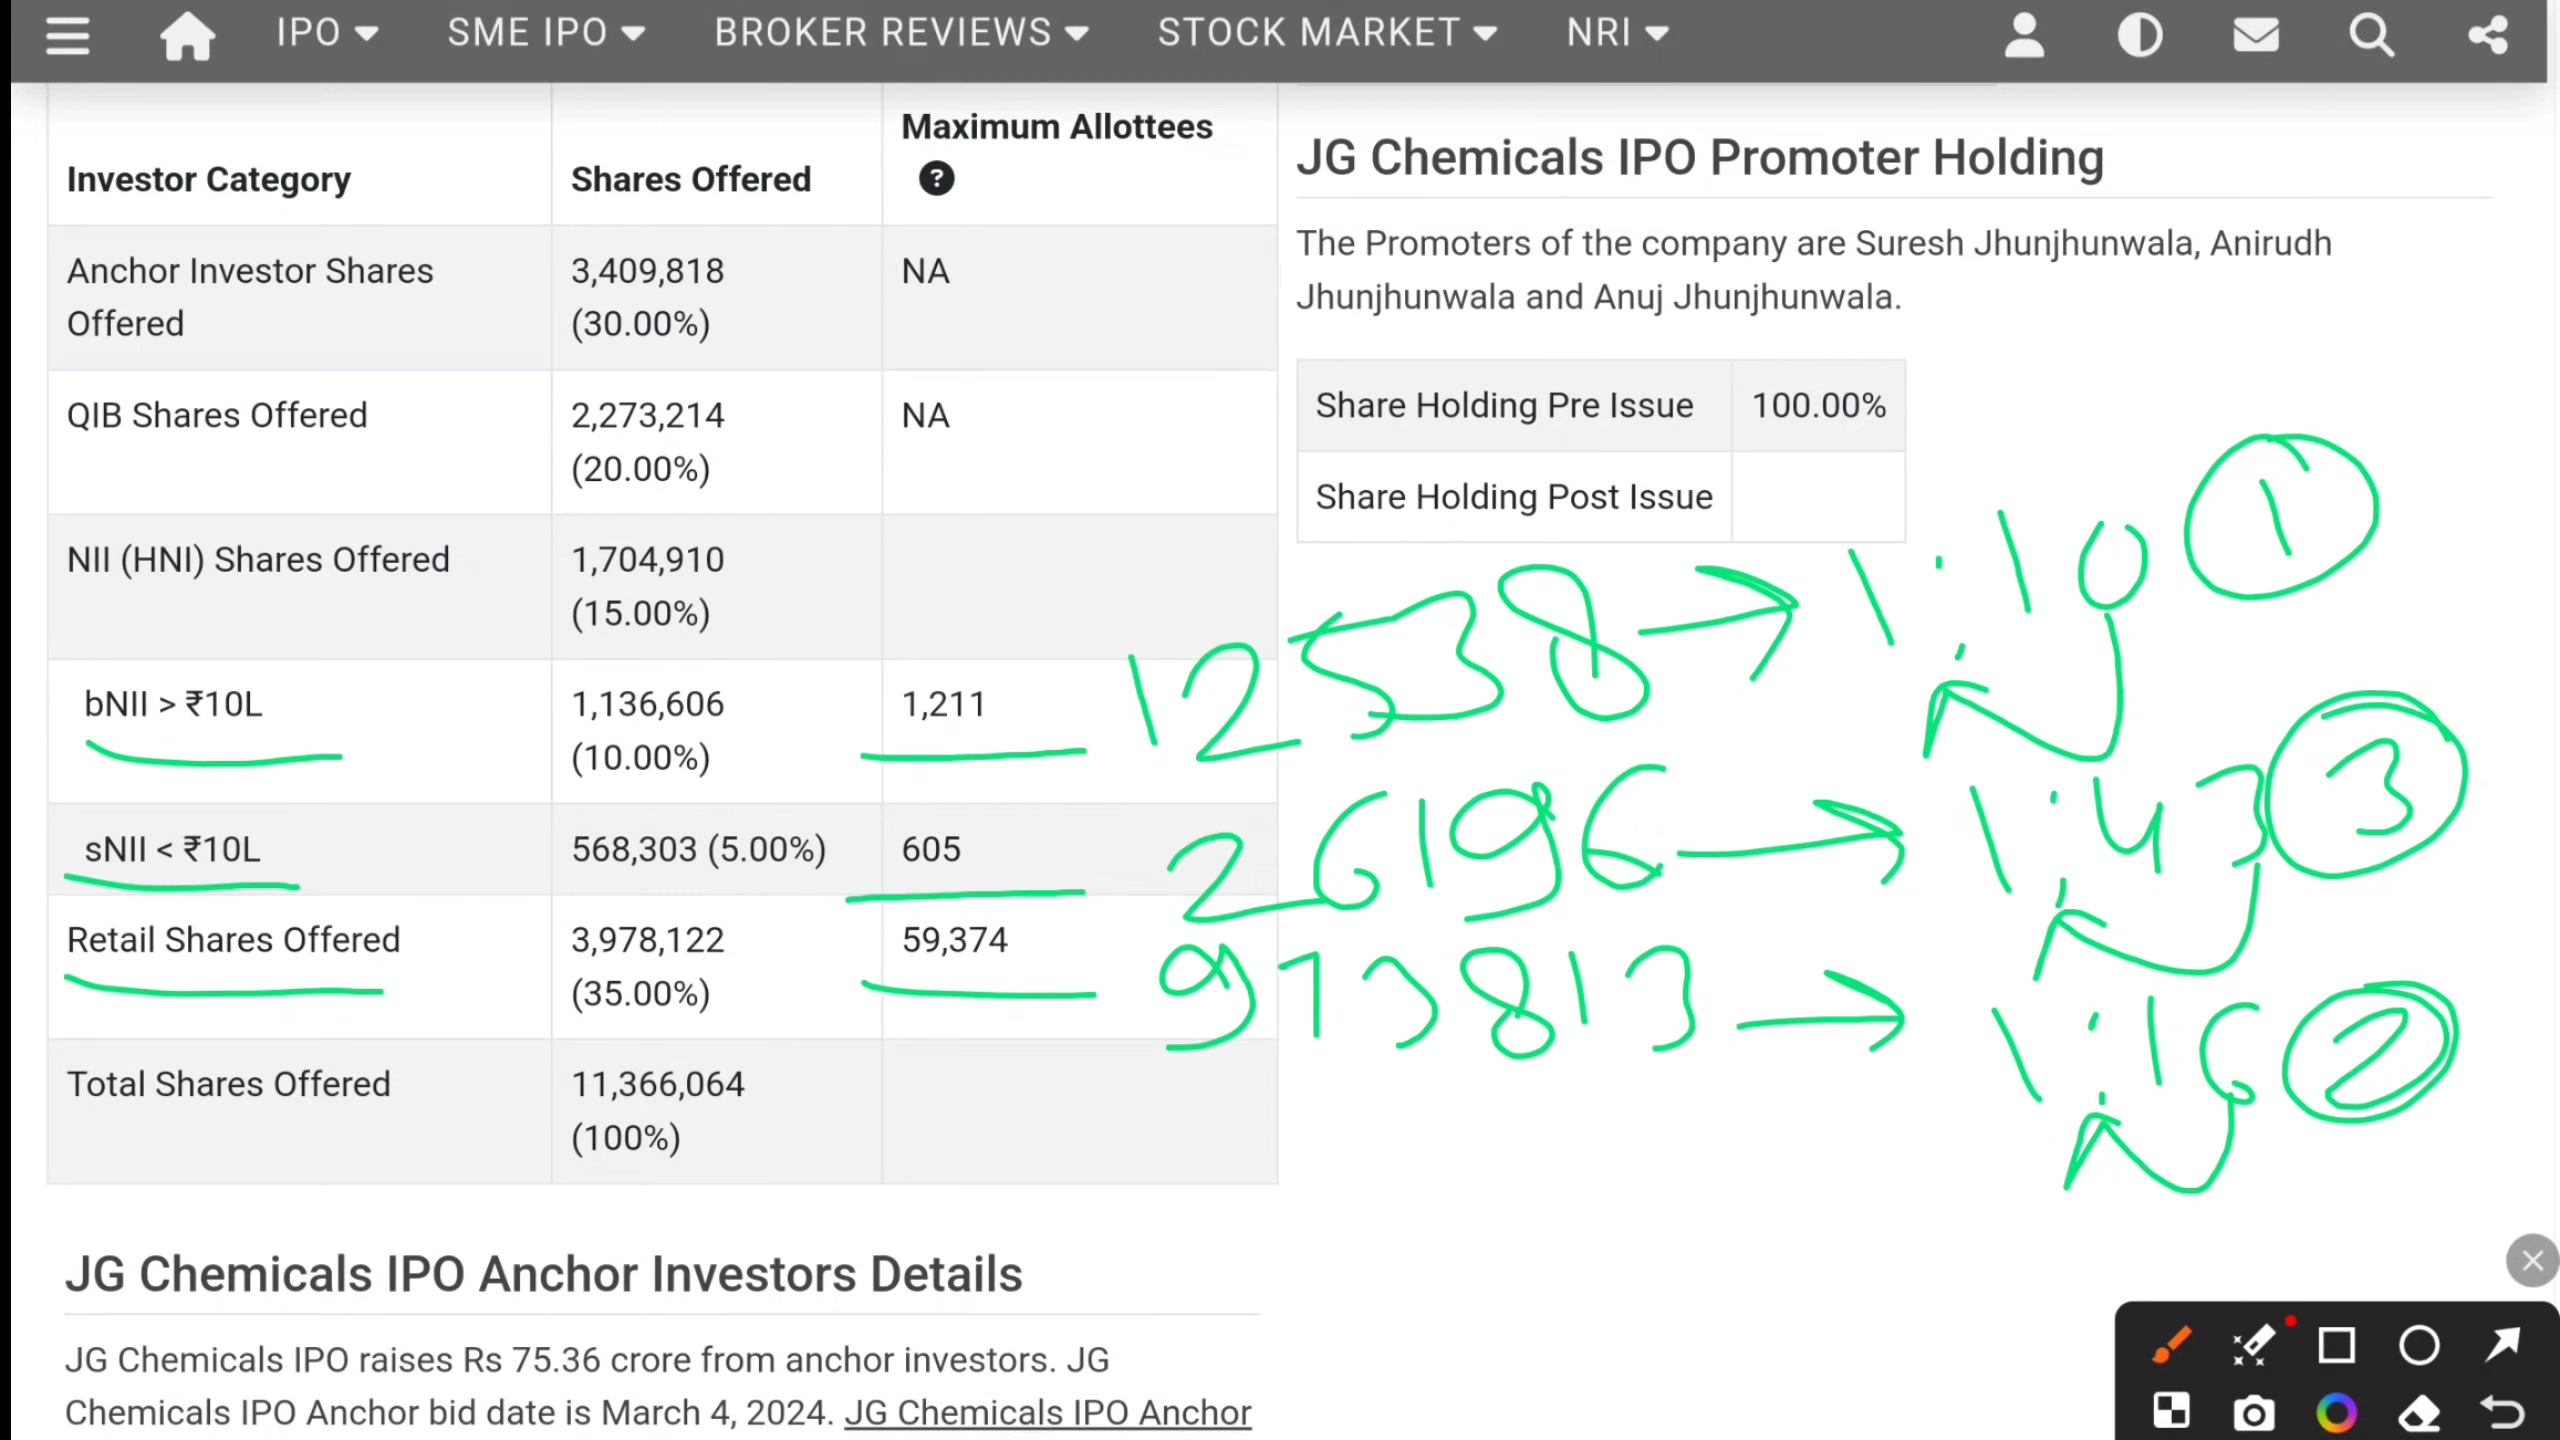 IPO SME IPO BROKER REVIEWS STOCK MARKET NRI
Investor Category Shares Offered Maximum Allottees ?
Anchor Investor Shares Offered 3,409,818 (30.00%) NA
QIB Shares Offered 2,273,214 (20.00%) NA
NII (HNI) Shares Offered 1,704,910 (15.00%)
bNII > ₹10L 1,136,606 (10.00%) 1,211
sNII < ₹10L 568,303 (5.00%) 605
Retail Shares Offered 3,978,122 (35.00%) 59,374
Total Shares Offered 11,366,064 (100%)
JG Chemicals IPO Anchor Investors Details
JG Chemicals IPO raises Rs 75.36 crore from anchor investors. JG
Chemicals IPO Anchor bid date is March 4, 2024. JG Chemicals IPO Anchor
JG Chemicals IPO Promoter Holding
The Promoters of the company are Suresh Jhunjhunwala, Anirudh
Jhunjhunwala and Anuj Jhunjhunwala.
Share Holding Pre Issue 100.00%
Share Holding Post Issue
12538 → 1:10 1
26196 → 1:43 3
973813 → 1:16 2